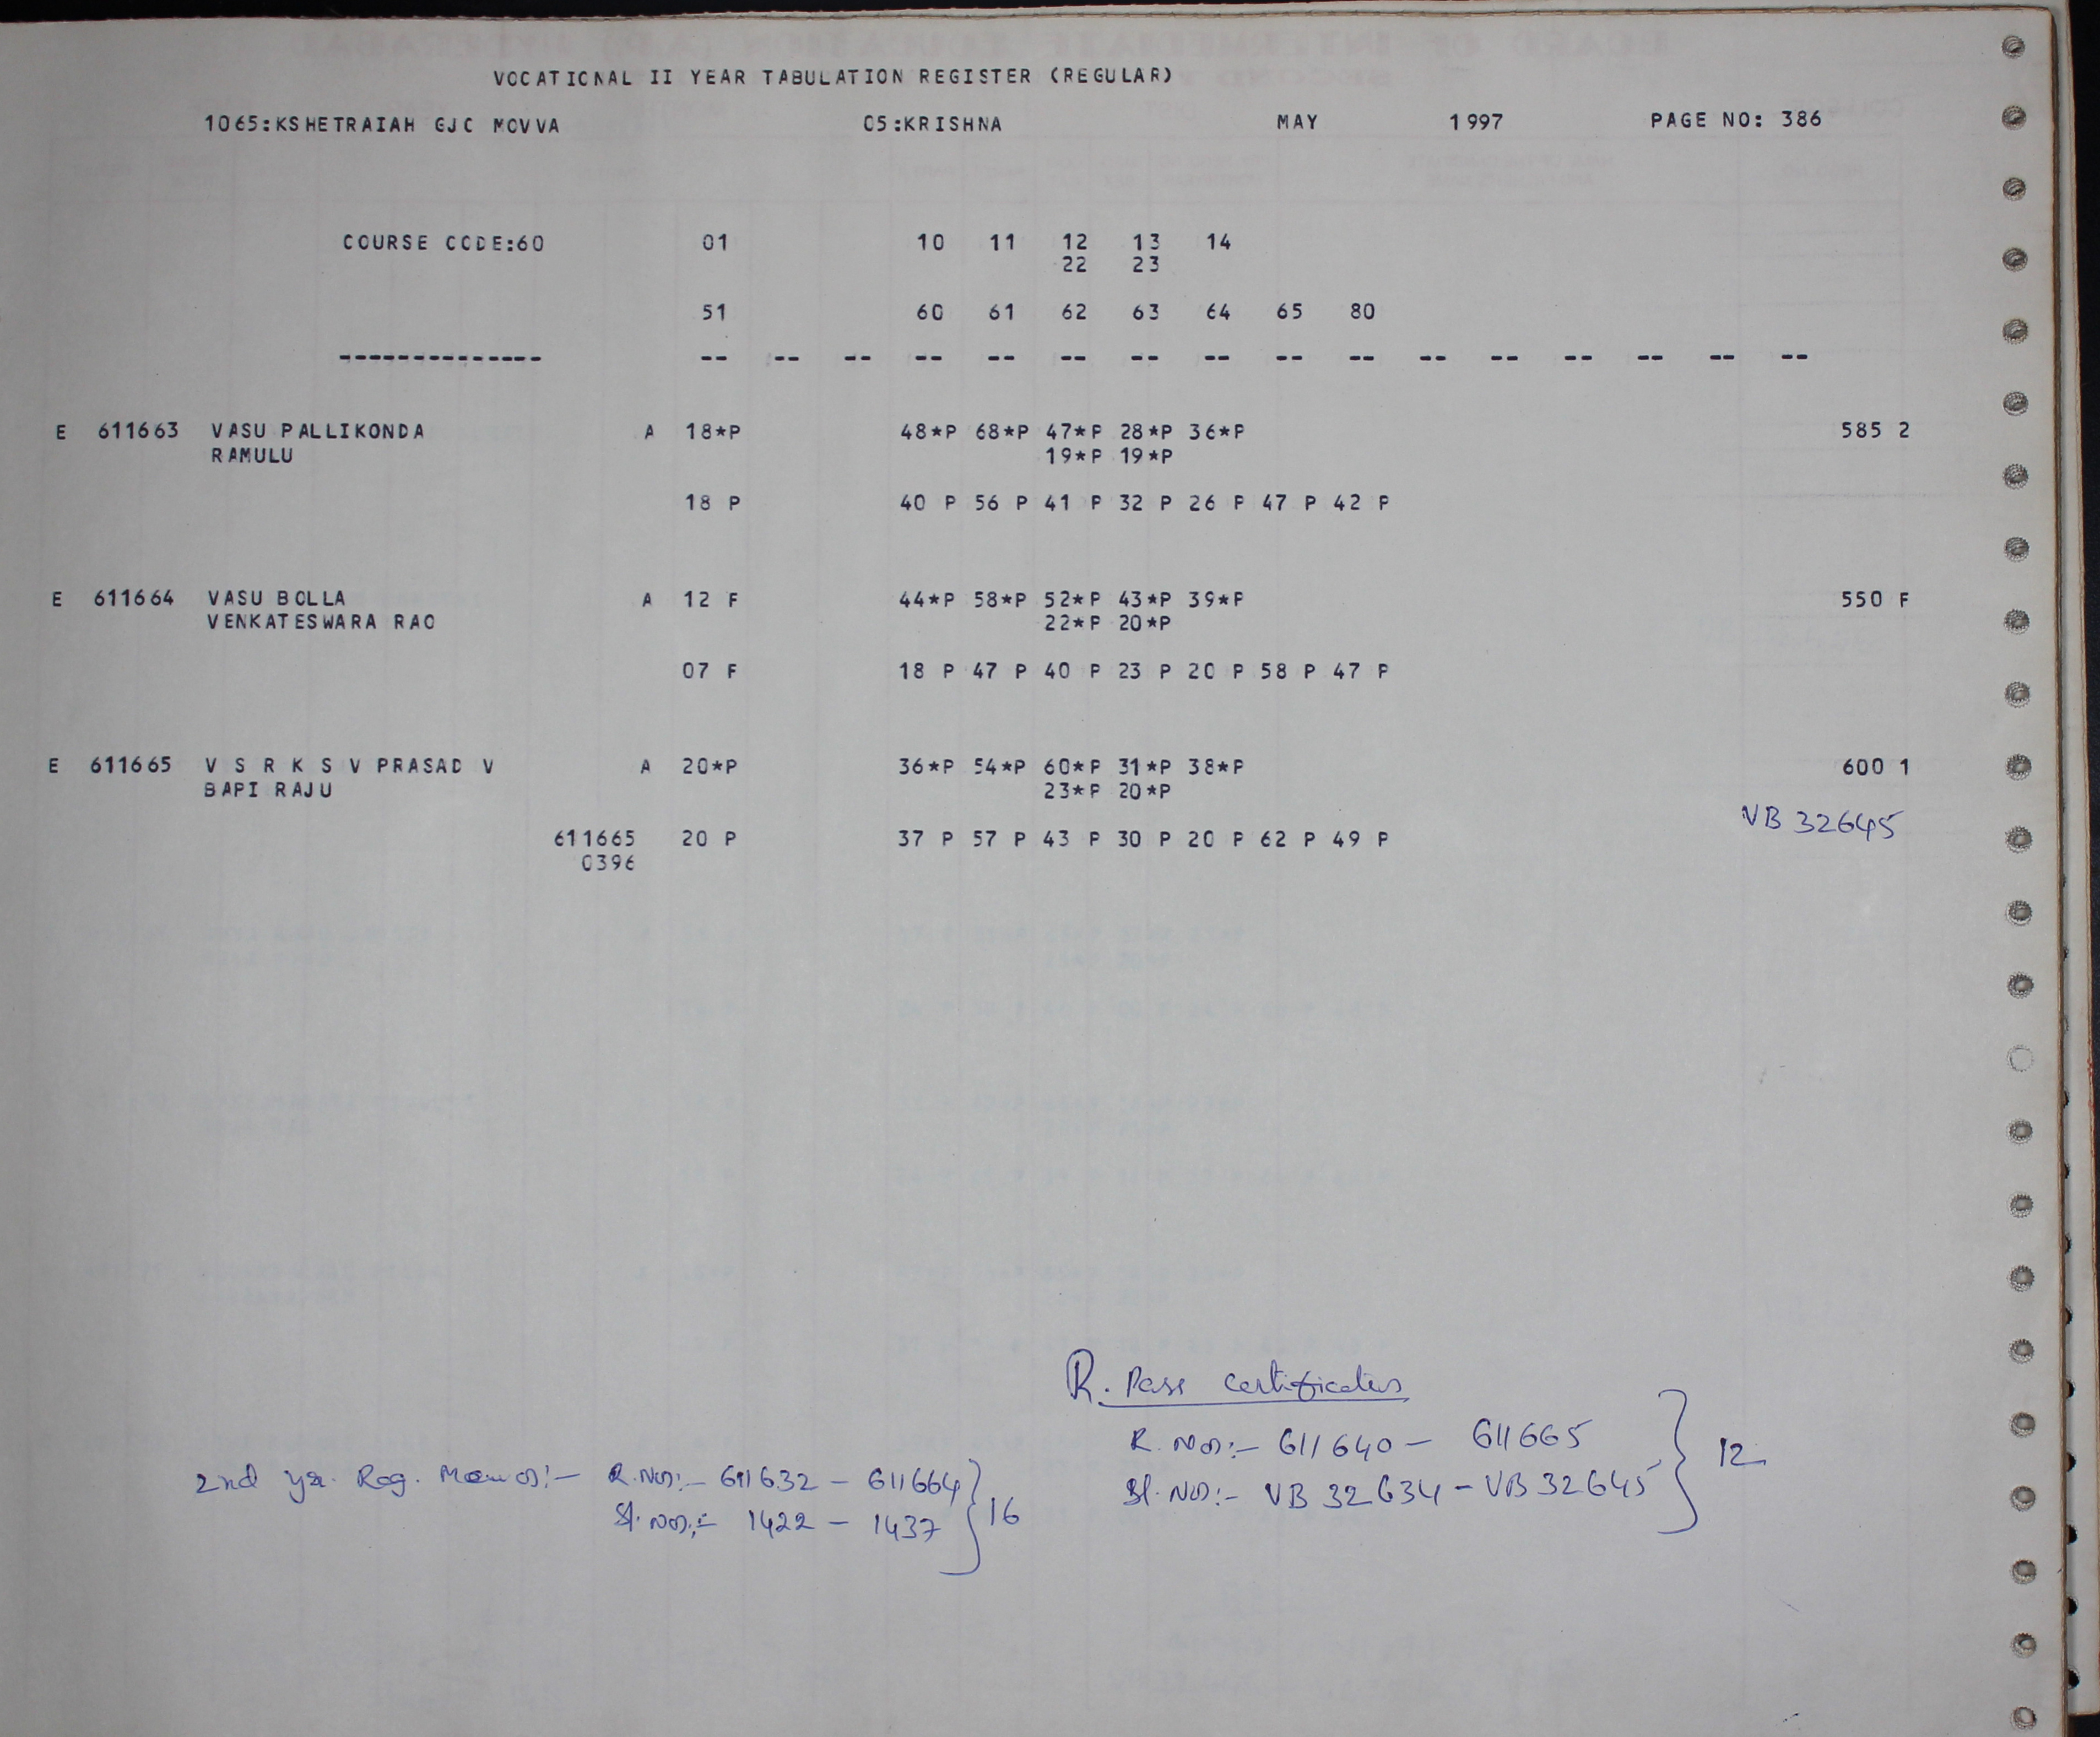 VOCATIONAL II YEAR TABULATION REGISTER (REGULAR)
1065:KSHETRAIAH GJC MOVVA 05:KRISHNA MAY 1997 PAGE NO: 386
COURSE CODE:60 01 10 11 12 13 14
22 23
51 60 61 62 63 64 65 80
-------------- -- -- -- -- -- -- -- -- -- -- -- -- -- -- -- --
E 611663 VASU PALLIKONDA A 18*P 48*P 68*P 47*P 28*P 36*P 585 2
RAMULU 19*P 19*P
18 P 40 P 56 P 41 P 32 P 26 P 47 P 42 P
E 611664 VASU BOLLA A 12 F 44*P 58*P 52*P 43*P 39*P 550 F
VENKATESWARA RAO 22*P 20*P
07 F 18 P 47 P 40 P 23 P 20 P 58 P 47 P
E 611665 V S R K S V PRASAD V A 20*P 36*P 54*P 60*P 31*P 38*P 600 1
BAPI RAJU 23*P 20*P
VB 32645
611665 20 P 37 P 57 P 43 P 30 P 20 P 62 P 49 P
0396
R. Pass certificates
R. Nos:- 611640 - 611665 } 12
Sl. Nos:- VB 32634 - VB 32645
2nd yr. Reg. Memos:- R.Nos:- 611632 - 611664 } 16
Sl. Nos:- 1422 - 1437